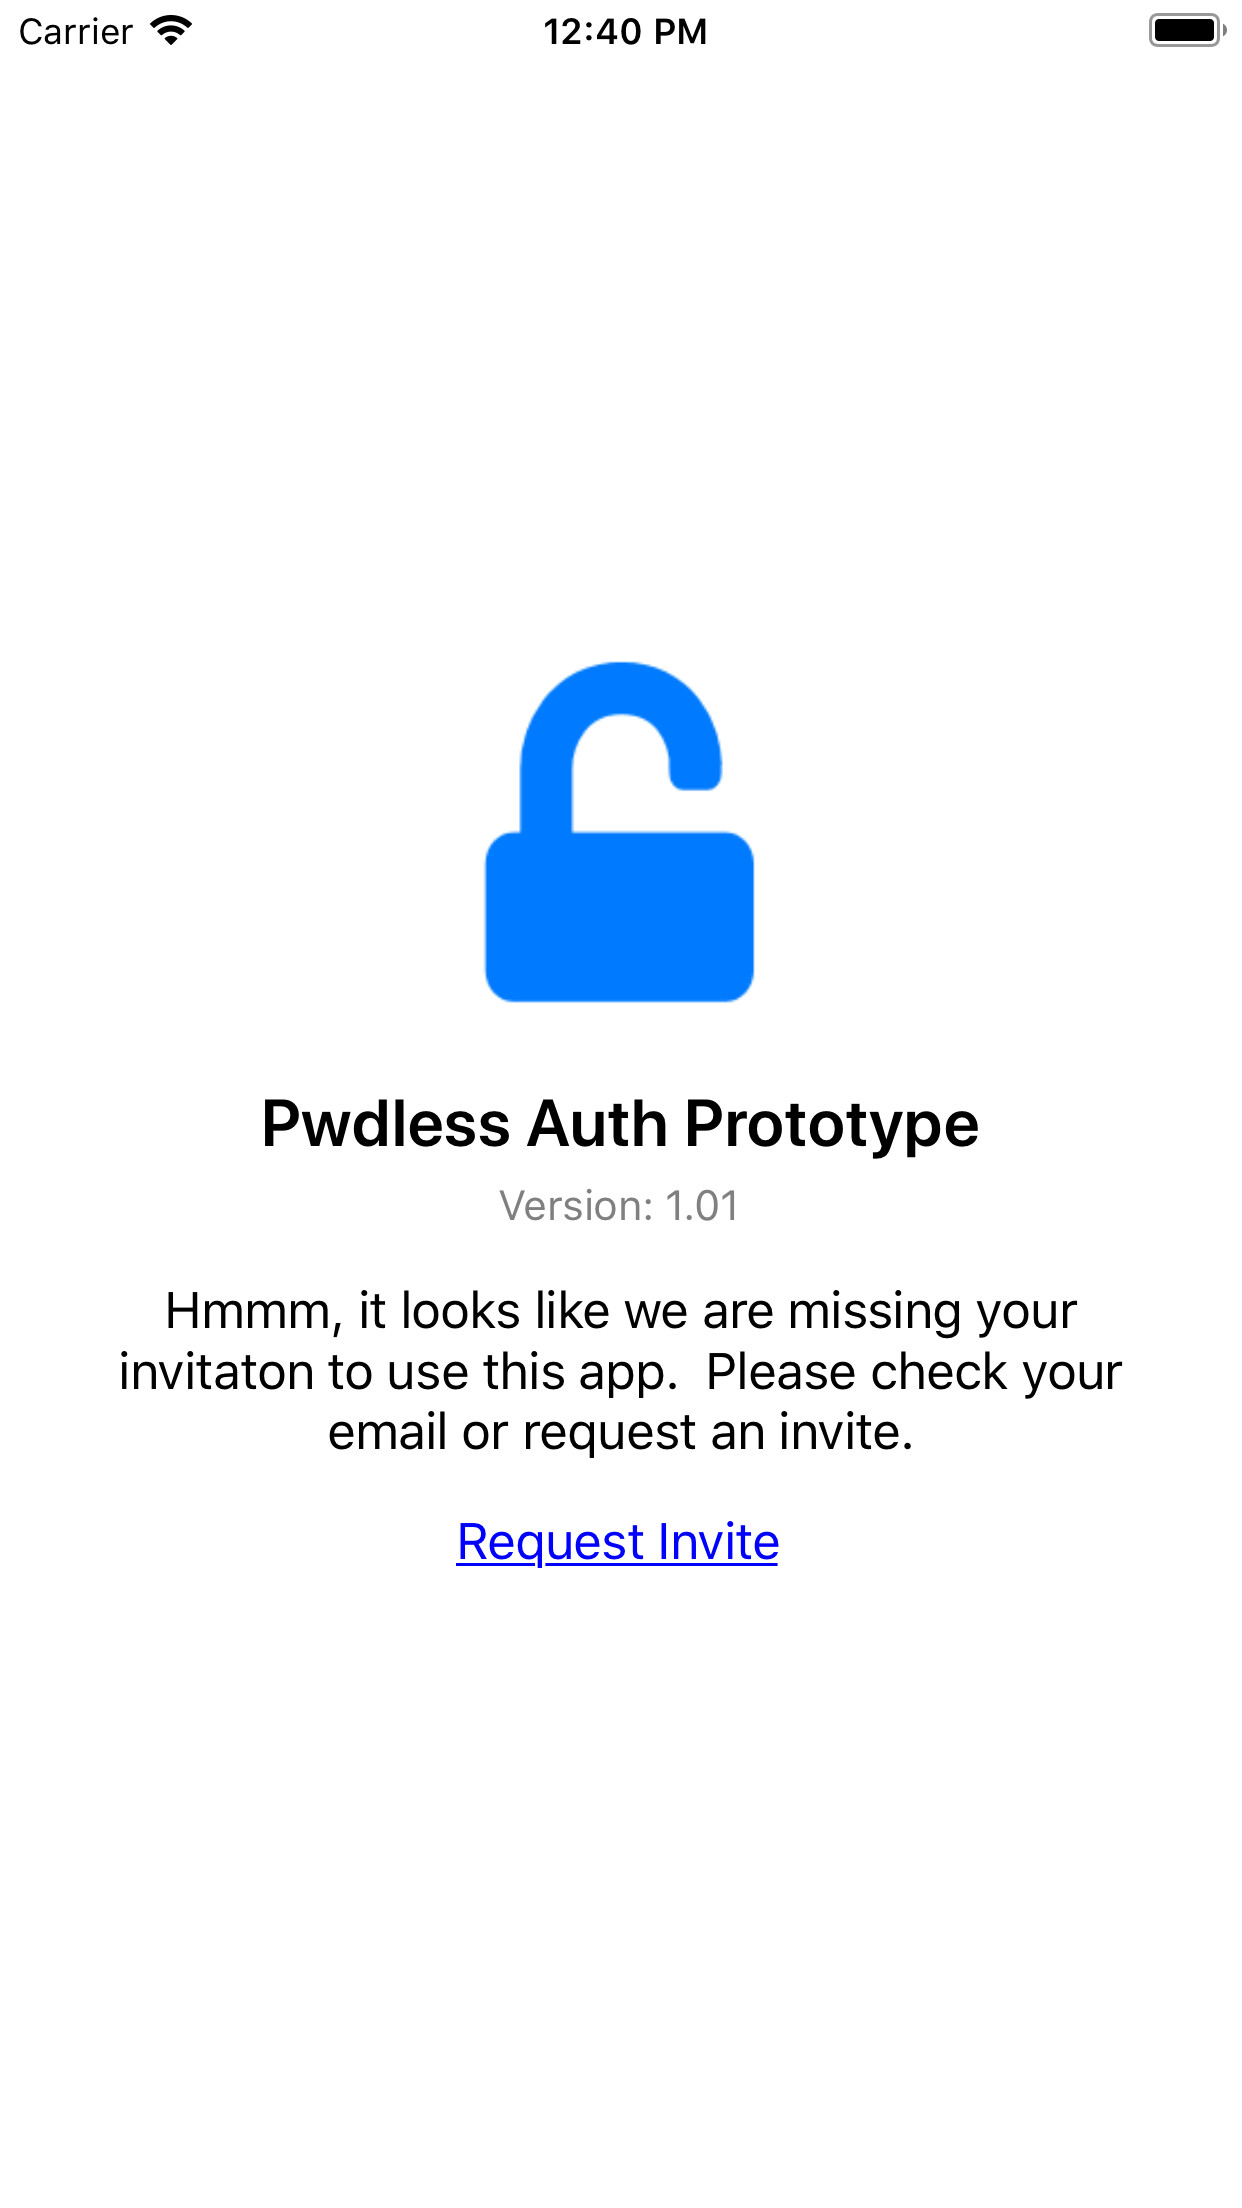 Carrier
12:40 PM
Pwdless Auth Prototype
Version: 1.01
Hmmm, it looks like we are missing your
invitaton to use this app.  Please check your
email or request an invite.
Request Invite